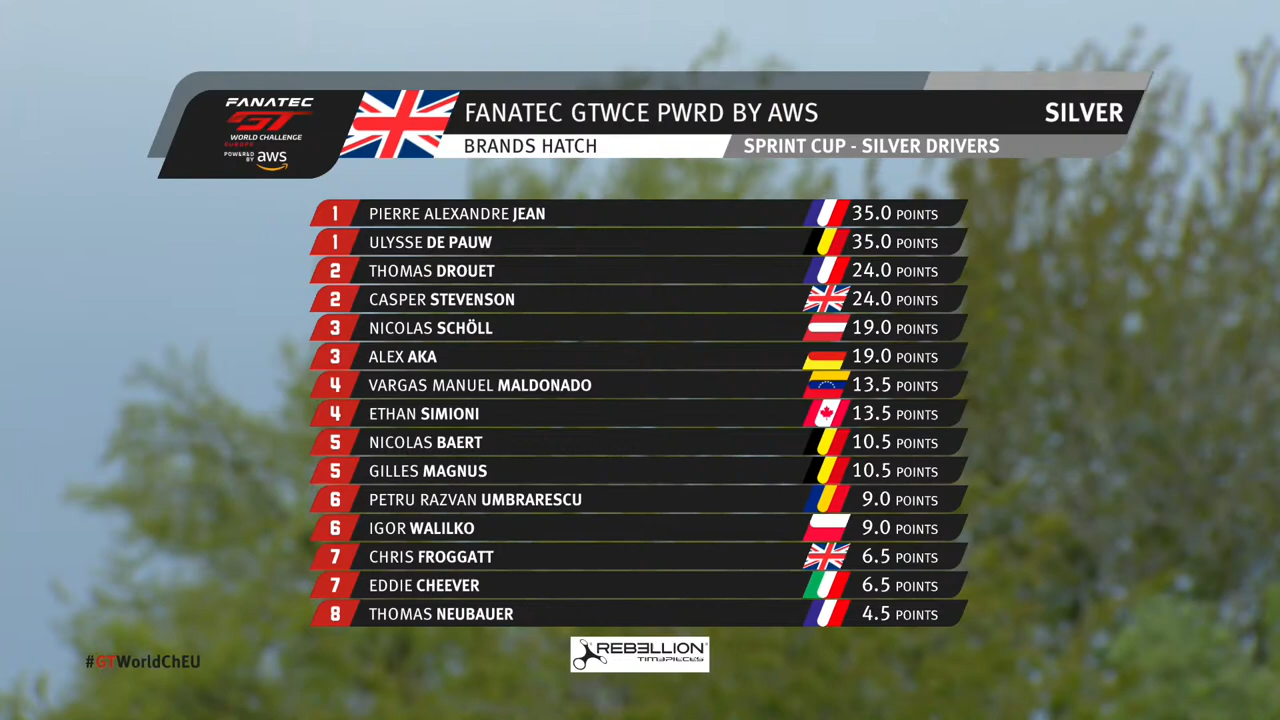 FANATEC
GT
WORLD CHALLENGE
EUROPE
POWERED BY aws
FANATEC GTWCE PWRD BY AWS
SILVER
BRANDS HATCH
SPRINT CUP - SILVER DRIVERS
1 PIERRE ALEXANDRE JEAN 35.0 POINTS
1 ULYSSE DE PAUW 35.0 POINTS
2 THOMAS DROUET 24.0 POINTS
2 CASPER STEVENSON 24.0 POINTS
3 NICOLAS SCHÖLL 19.0 POINTS
3 ALEX AKA 19.0 POINTS
4 VARGAS MANUEL MALDONADO 13.5 POINTS
4 ETHAN SIMIONI 13.5 POINTS
5 NICOLAS BAERT 10.5 POINTS
5 GILLES MAGNUS 10.5 POINTS
6 PETRU RAZVAN UMBRARESCU 9.0 POINTS
6 IGOR WALILKO 9.0 POINTS
7 CHRIS FROGGATT 6.5 POINTS
7 EDDIE CHEEVER 6.5 POINTS
8 THOMAS NEUBAUER 4.5 POINTS
REBELLION
TIMEPIECES
#GTWorldChEU